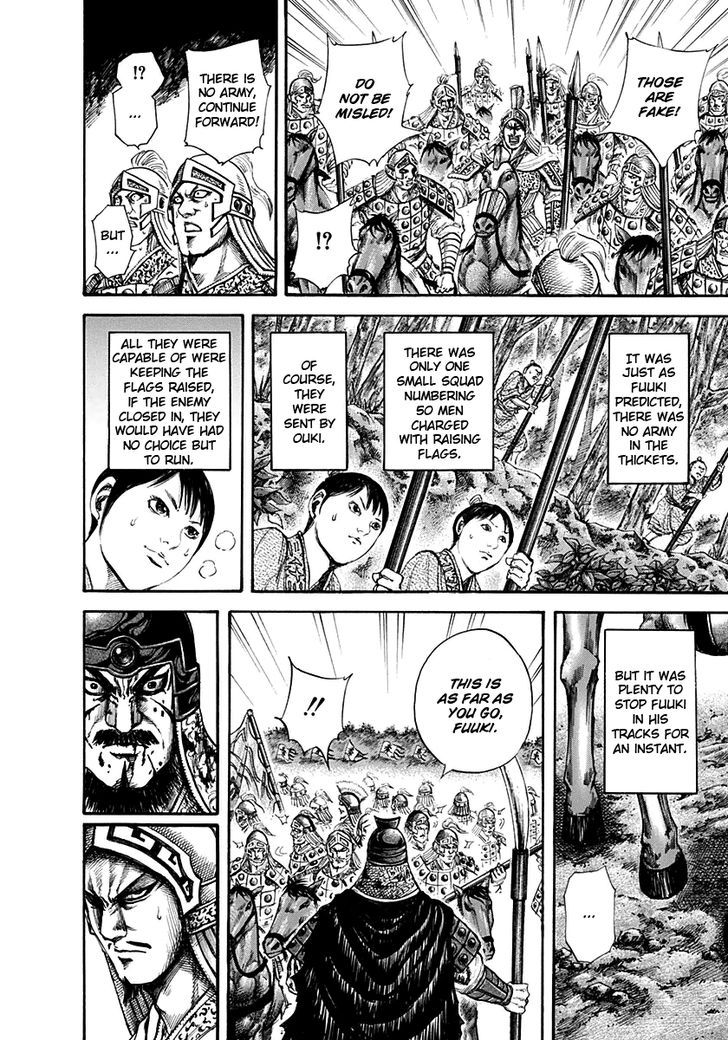 THOSE
ARE
FAKE!
DO
NOT BE
MISLED!
!?
THERE IS
NO ARMY,
CONTINUE
FORWARD!
!?
...
BUT
...
IT WAS
JUST AS
FUUKI
PREDICTED,
THERE WAS
NO ARMY
IN THE
THICKETS.
THERE WAS
ONLY ONE
SMALL SQUAD
NUMBERING
50 MEN
CHARGED
WITH RAISING
FLAGS.
OF
COURSE,
THEY
WERE
SENT BY
OUKI.
ALL THEY WERE
CAPABLE OF WERE
KEEPING THE
FLAGS RAISED,
IF THE ENEMY
CLOSED IN, THEY
WOULD HAVE HAD
NO CHOICE BUT
TO RUN.
BUT IT WAS
PLENTY TO
STOP FUUKI
IN HIS
TRACKS FOR
AN INSTANT.
...
THIS IS
AS FAR AS
YOU GO,
FUUKI.
!!